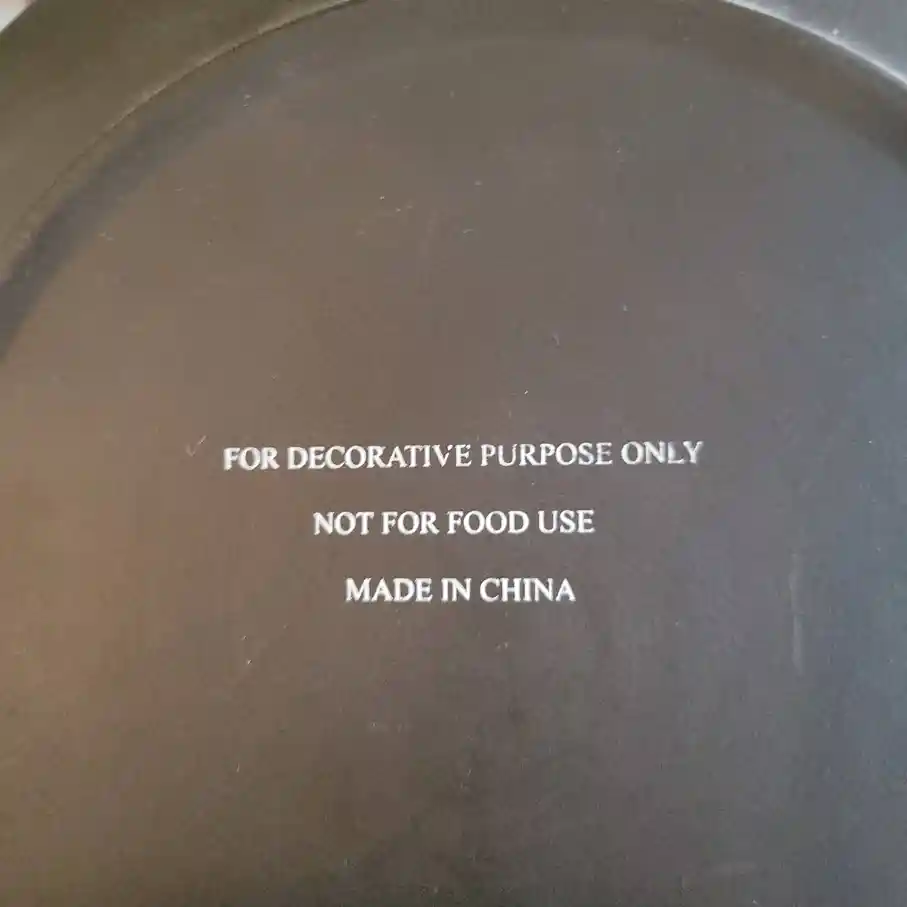 FOR DECORATIVE PURPOSE ONLY
NOT FOR FOOD USE
MADE IN CHINA